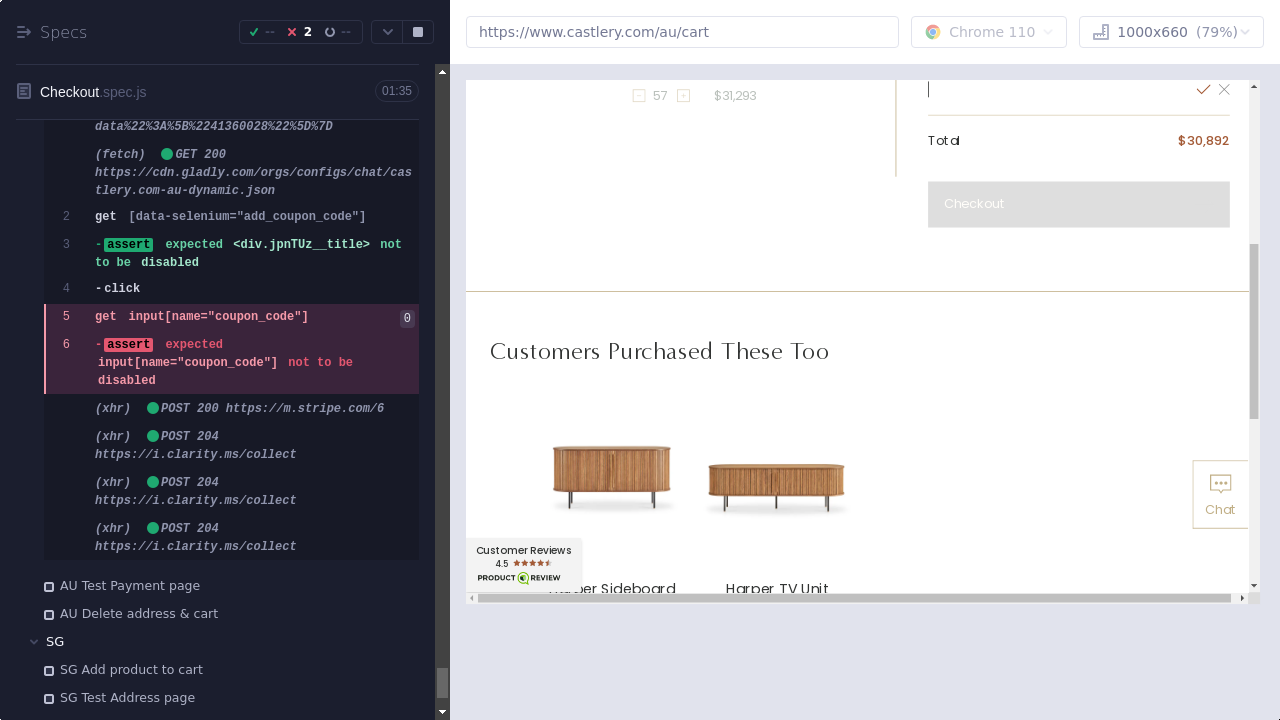 Specs
-- 2 --
Checkout.spec.js 01:35
data%22%3A%5B%2241360028%22%5D%7D
(fetch) GET 200
https://cdn.gladly.com/orgs/configs/chat/cas
tlery.com-au-dynamic.json
2 get [data-selenium="add_coupon_code"]
3 -assert expected <div.jpnTUz__title> not
to be disabled
4 -click
5 get input[name="coupon_code"] 0
6 -assert expected
input[name="coupon_code"] not to be
disabled
(xhr) POST 200 https://m.stripe.com/6
(xhr) POST 204
https://i.clarity.ms/collect
(xhr) POST 204
https://i.clarity.ms/collect
(xhr) POST 204
https://i.clarity.ms/collect
AU Test Payment page
AU Delete address & cart
SG
SG Add product to cart
SG Test Address page
https://www.castlery.com/au/cart
Chrome 110
1000x660 (79%)
57 $31,293
Total $30,892
Checkout
Customers Purchased These Too
Chat
Customer Reviews
4.5
PRODUCT REVIEW
Harper Sideboard
Harper TV Unit